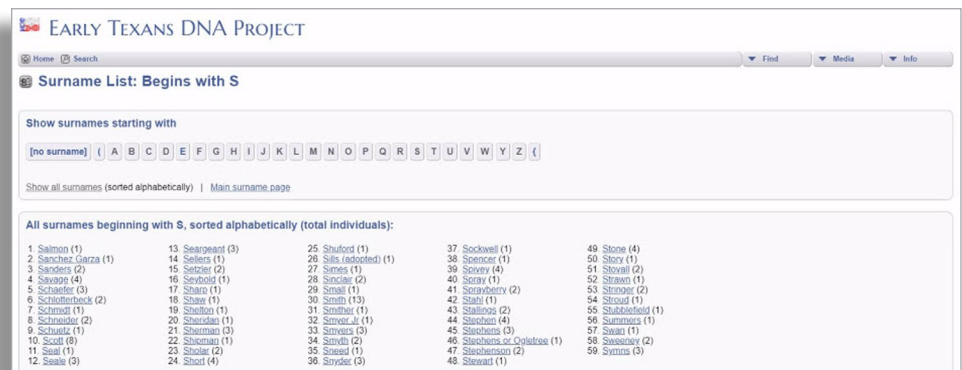 Early Texans DNA Project
Home Search Find Media Info
Surname List: Begins with S
Show surnames starting with
[no surname] ( A B C D E F G H I J K L M N O P Q R S T U V W Y Z {
Show all surnames (sorted alphabetically) | Main surname page
All surnames beginning with S, sorted alphabetically (total individuals):
1. Salmon (1)
2. Sanchez Garza (1)
3. Sanders (2)
4. Savage (4)
5. Schaefer (3)
6. Schlotterbeck (2)
7. Schmidt (1)
8. Schneider (2)
9. Schuetz (1)
10. Scott (8)
11. Seal (1)
12. Seale (3)
13. Seargeant (3)
14. Sellers (1)
15. Setzler (2)
16. Seybold (1)
17. Sharp (1)
18. Shaw (1)
19. Shelton (1)
20. Sheridan (1)
21. Sherman (3)
22. Shipman (1)
23. Sholar (2)
24. Short (4)
25. Shuford (1)
26. Sills (adopted) (1)
27. Simes (1)
28. Sinclair (2)
29. Small (1)
30. Smith (13)
31. Smither (1)
32. Smyer Jr (1)
33. Smyers (3)
34. Smyth (2)
35. Sneed (1)
36. Snyder (3)
37. Sockwell (1)
38. Spencer (1)
39. Spivey (4)
40. Spray (1)
41. Sprayberry (2)
42. Stahl (1)
43. Stallings (2)
44. Stephen (4)
45. Stephens (3)
46. Stephens or Ogletree (1)
47. Stephenson (2)
48. Stewart (1)
49. Stone (4)
50. Story (1)
51. Stovall (2)
52. Strawn (1)
53. Stringer (2)
54. Stroud (1)
55. Stubblefield (1)
56. Summers (1)
57. Swan (1)
58. Sweeney (2)
59. Symns (3)